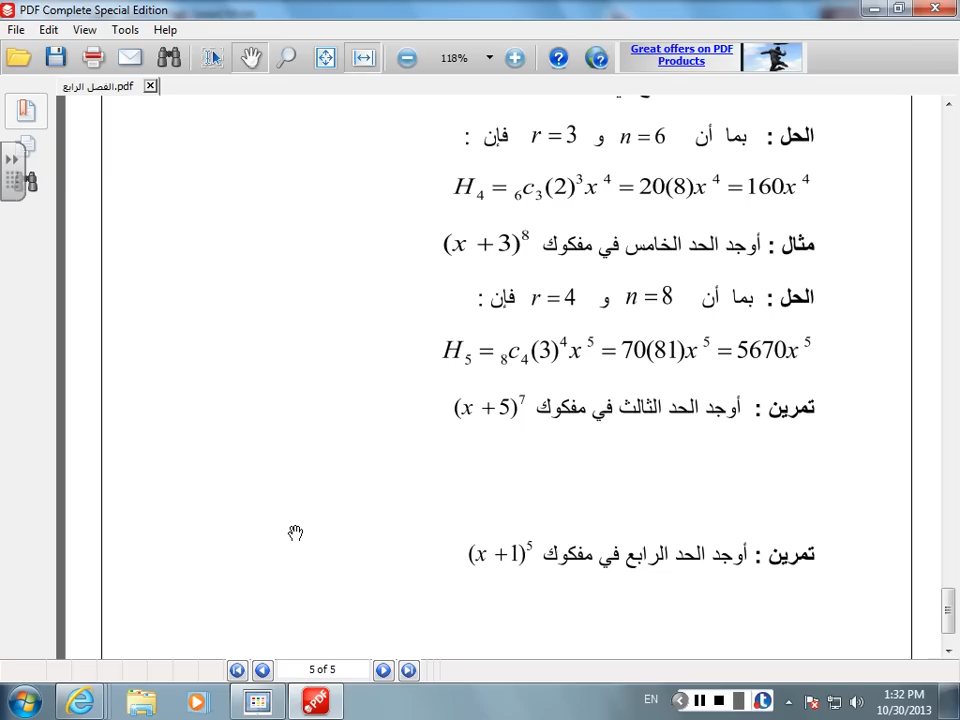 PDF Complete Special Edition
File Edit View Tools Help
118% Great offers on PDF Products
الفصل الرابع.pdf
الحل : بما أن n = 6 و r = 3 فإن :
H₄ = ₆c₃(2)³x⁴ = 20(8)x⁴ = 160x⁴
مثال : أوجد الحد الخامس في مفكوك (x + 3)⁸
الحل : بما أن n = 8 و r = 4 فإن :
H₅ = ₈c₄(3)⁴x⁵ = 70(81)x⁵ = 5670x⁵
تمرين : أوجد الحد الثالث في مفكوك (x + 5)⁷
تمرين : أوجد الحد الرابع في مفكوك (x + 1)⁵
5 of 5
EN
1:32 PM
10/30/2013